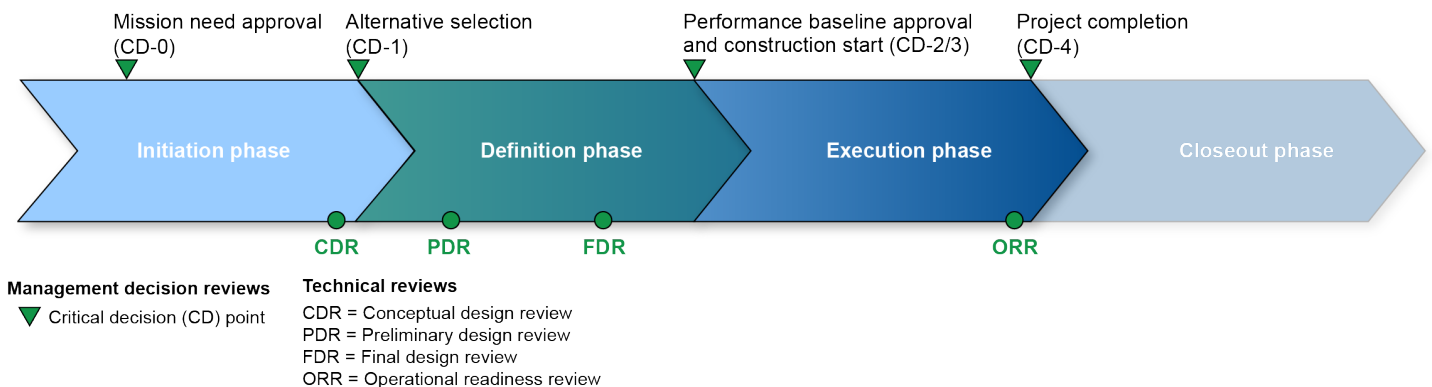 Mission need approval
(CD-0)
Alternative selection
(CD-1)
Performance baseline approval
and construction start (CD-2/3)
Project completion
(CD-4)
Initiation phase
Definition phase
Execution phase
Closeout phase
CDR
PDR
FDR
ORR
Management decision reviews
Critical decision (CD) point
Technical reviews
CDR = Conceptual design review
PDR = Preliminary design review
FDR = Final design review
ORR = Operational readiness review